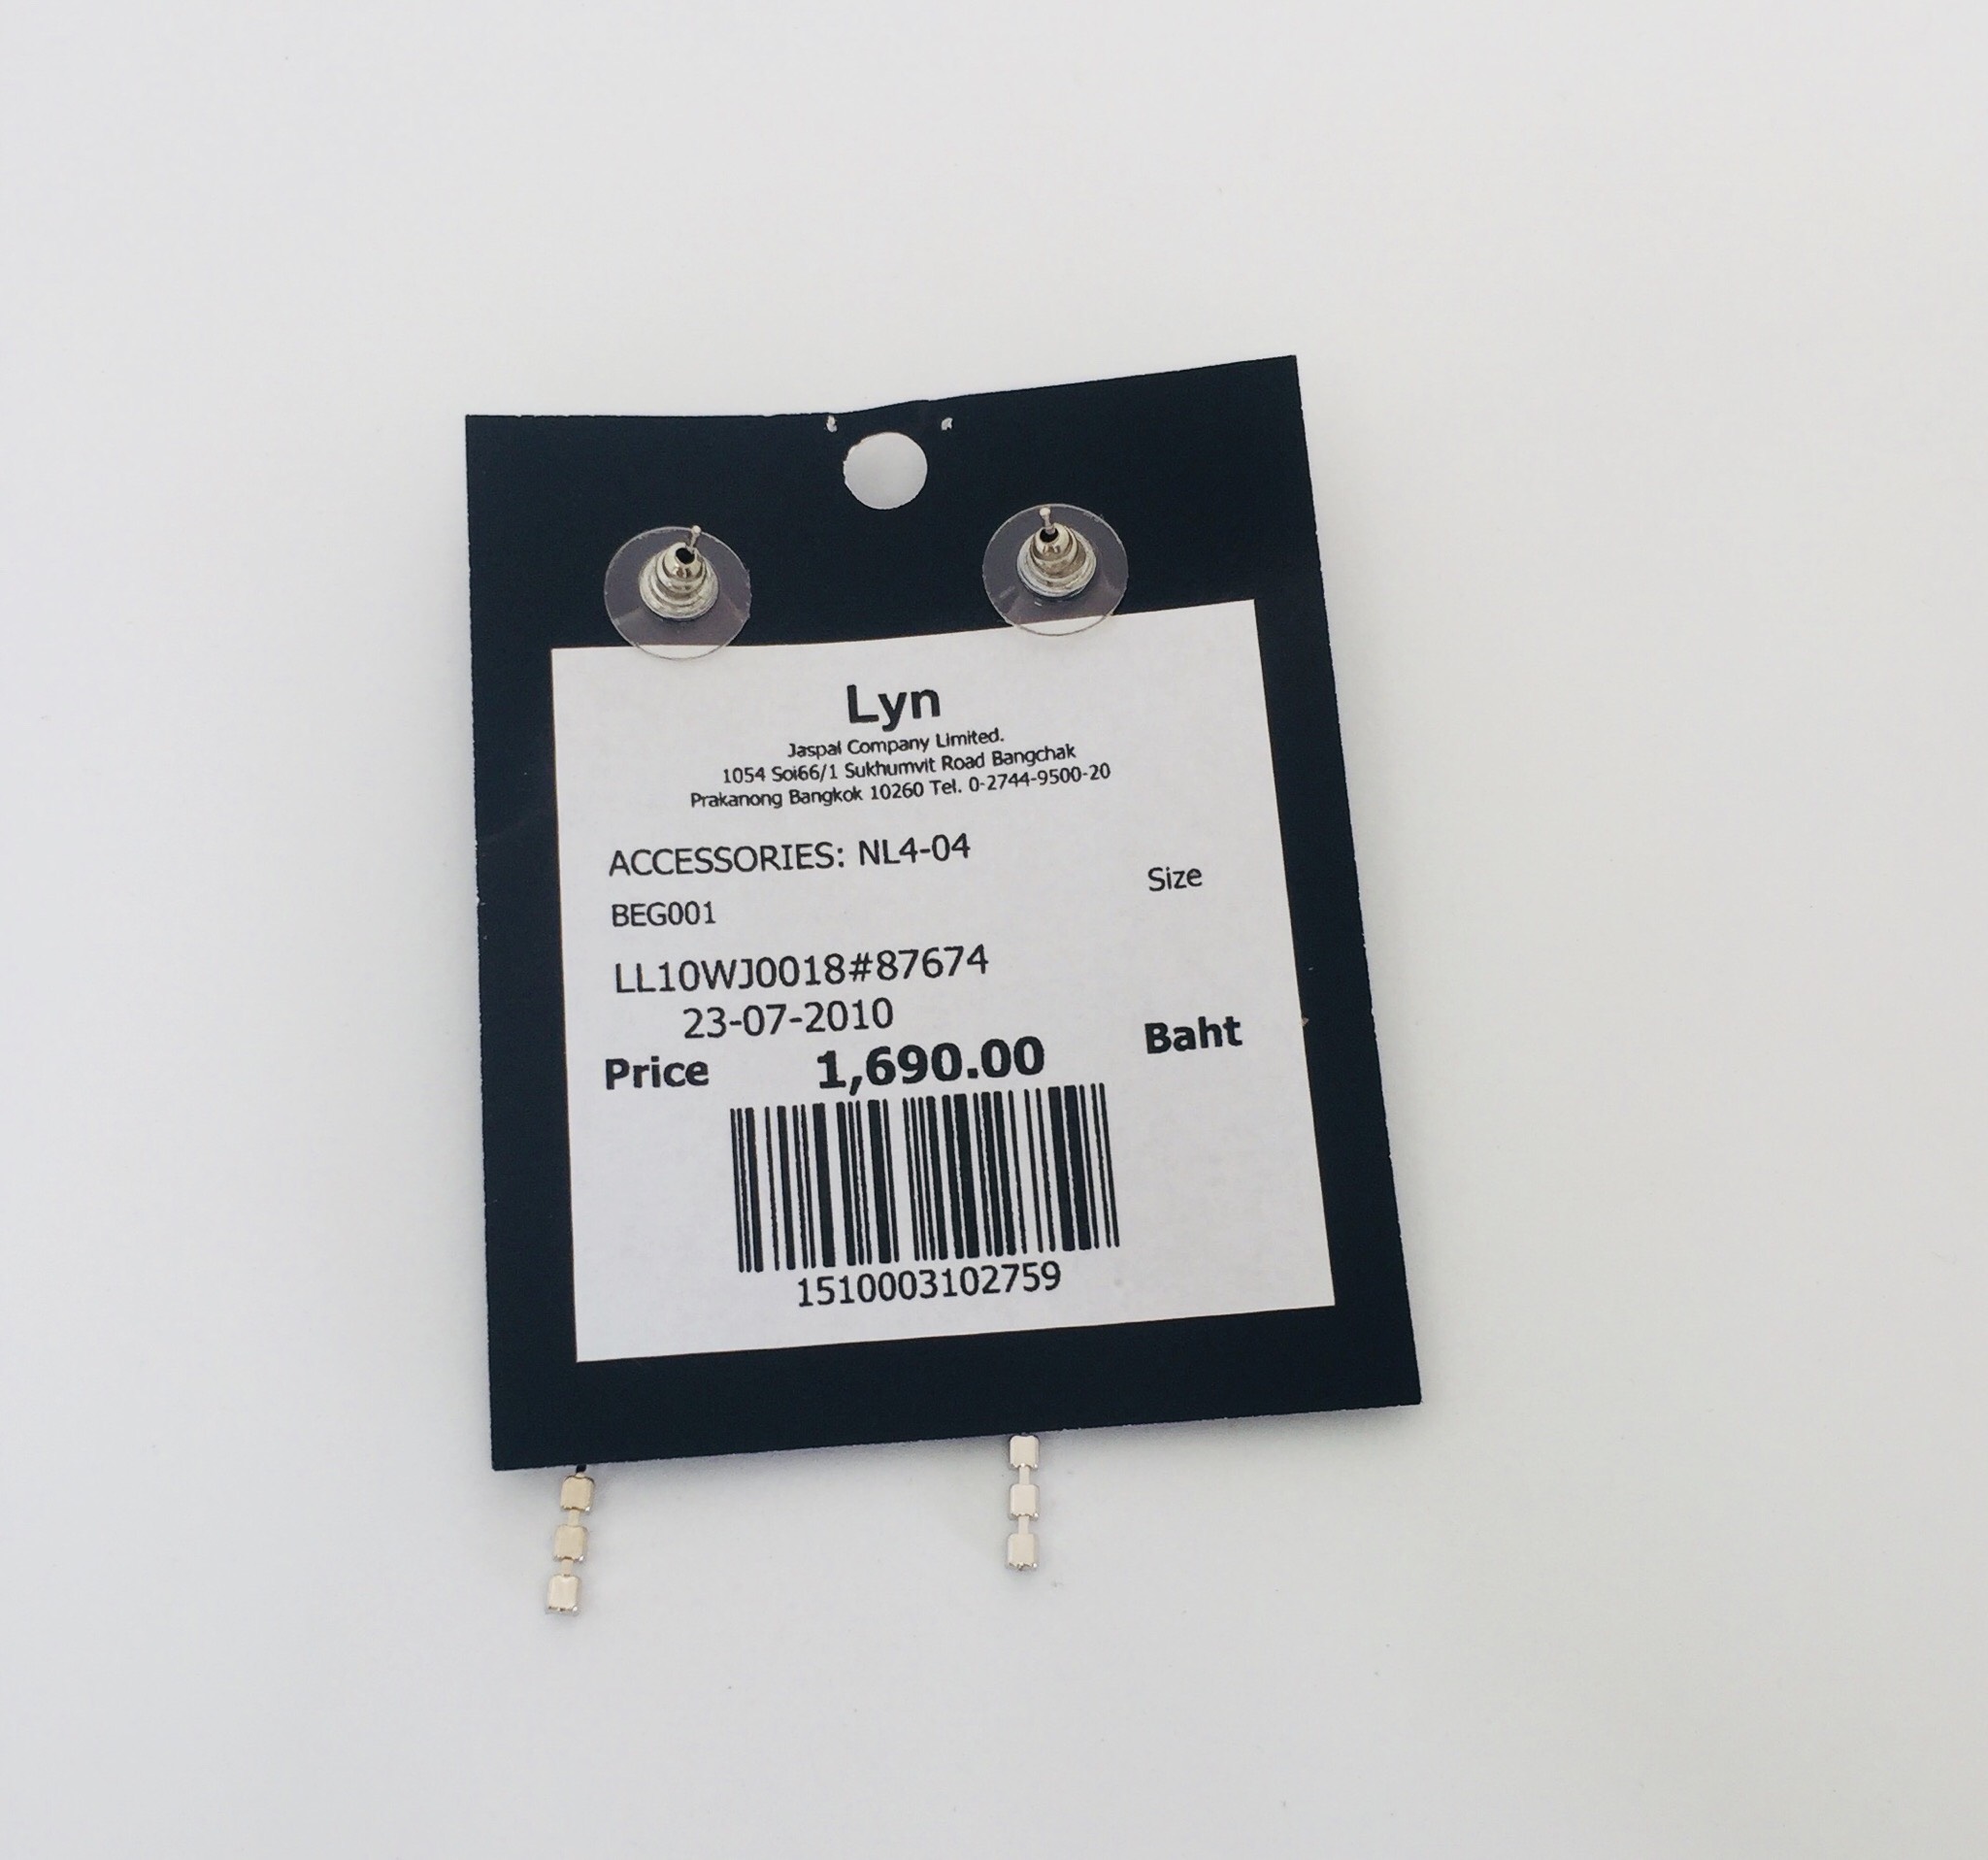 Lyn
Jaspal Company Limited.
1054 Soi66/1 Sukhumvit Road Bangchak
Prakanong Bangkok 10260 Tel. 0-2744-9500-20
ACCESSORIES: NL4-04
Size
BEG001
LL10WJ0018#87674
23-07-2010
Price 1,690.00 Baht
1510003102759